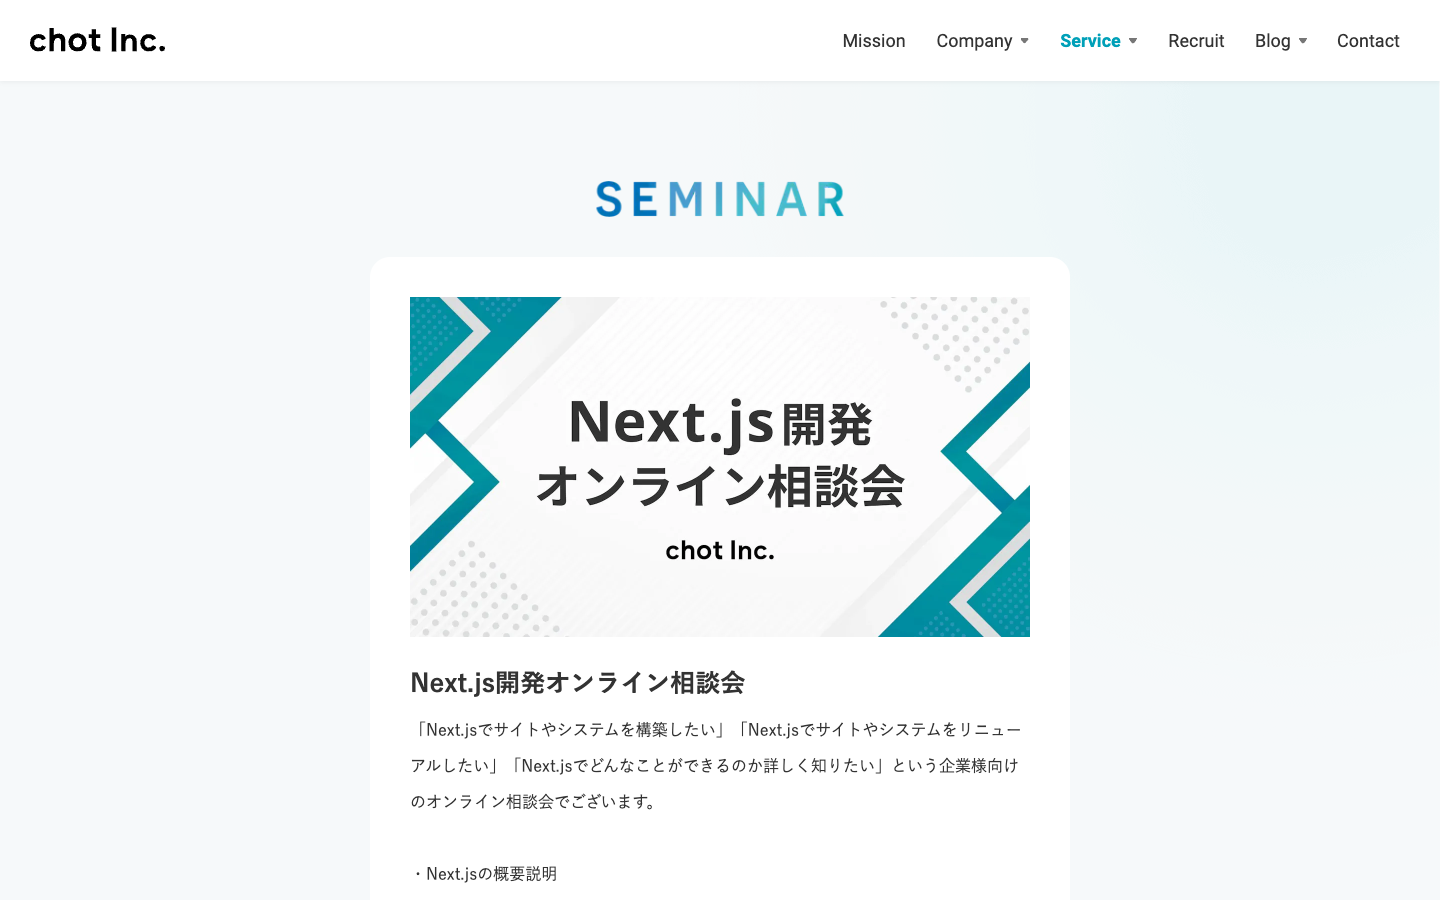 chot Inc.
Mission Company Service Recruit Blog Contact
SEMINAR
Next.js開発
オンライン相談会
chot Inc.
Next.js開発オンライン相談会
「Next.jsでサイトやシステムを構築したい」「Next.jsでサイトやシステムをリニュー
アルしたい」「Next.jsでどんなことができるのか詳しく知りたい」という企業様向け
のオンライン相談会でございます。
・Next.jsの概要説明